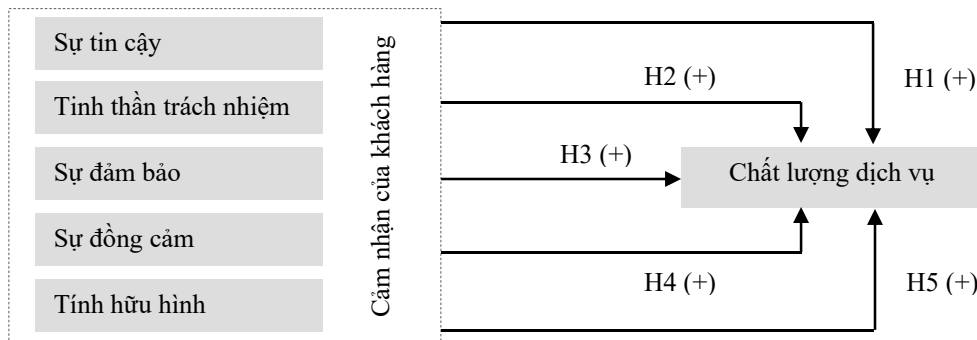 Sự tin cậy
Tinh thần trách nhiệm
Sự đảm bảo
Sự đồng cảm
Tính hữu hình
Cảm nhận của khách hàng
H1 (+)
H2 (+)
H3 (+)
Chất lượng dịch vụ
H4 (+)
H5 (+)